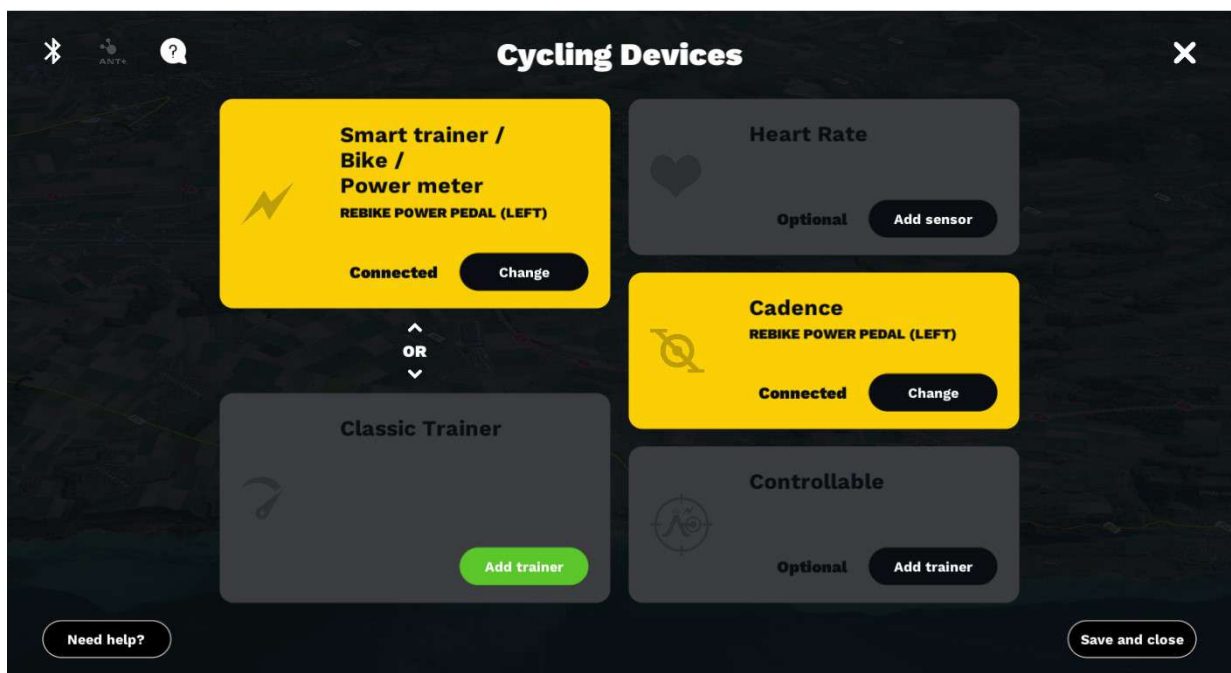 ANT+
?
Cycling Devices
Smart trainer /
Bike /
Power meter
REBIKE POWER PEDAL (LEFT)
Connected
Change
OR
Classic Trainer
Add trainer
Heart Rate
Optional
Add sensor
Cadence
REBIKE POWER PEDAL (LEFT)
Connected
Change
Controllable
Optional
Add trainer
Need help?
Save and close